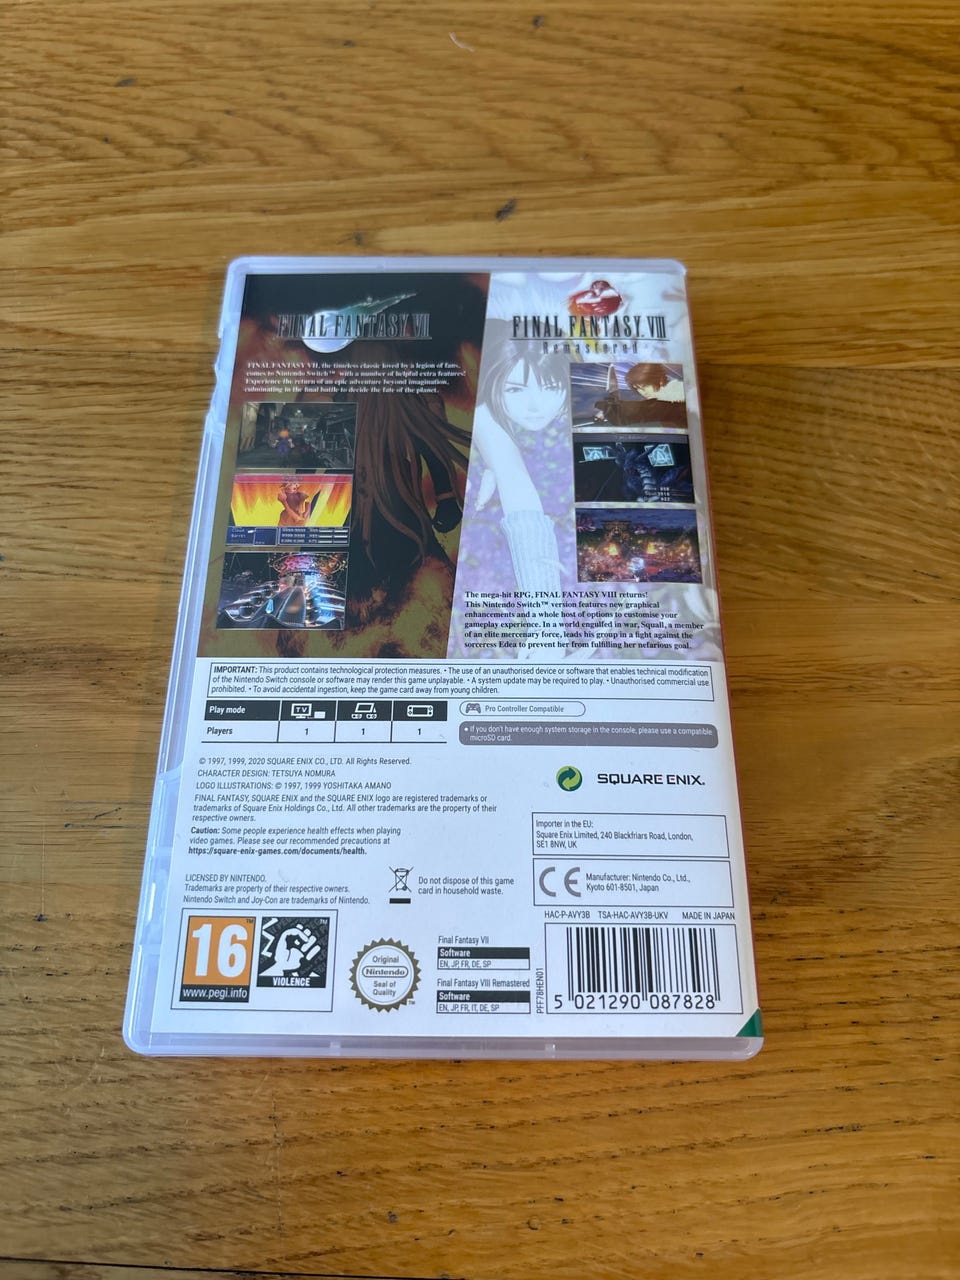 FINAL FANTASY VII
FINAL FANTASY VII, the timeless classic loved by a legion of fans,
comes to Nintendo Switch™ with a number of helpful extra features!
Experience the return of an epic adventure beyond imagination,
culminating in the final battle to decide the fate of the planet.
FINAL FANTASY VIII
Remastered
The mega-hit RPG, FINAL FANTASY VIII returns!
This Nintendo Switch™ version features new graphical
enhancements and a whole host of options to customise your
gameplay experience. In a world engulfed in war, Squall, a member
of an elite mercenary force, leads his group in a fight against the
sorceress Edea to prevent her from fulfilling her nefarious goal.
IMPORTANT: This product contains technological protection measures. • The use of an unauthorised device or software that enables technical modification
of the Nintendo Switch console or software may render this game unplayable. • A system update may be required to play. • Unauthorised commercial use
prohibited. • To avoid accidental ingestion, keep the game card away from young children.
Play mode TV
Players 1 1 1
Pro Controller Compatible
• If you don't have enough system storage in the console, please use a compatible
microSD card.
© 1997, 1999, 2020 SQUARE ENIX CO., LTD. All Rights Reserved.
CHARACTER DESIGN: TETSUYA NOMURA
LOGO ILLUSTRATIONS: © 1997, 1999 YOSHITAKA AMANO
FINAL FANTASY, SQUARE ENIX and the SQUARE ENIX logo are registered trademarks or
trademarks of Square Enix Holdings Co., Ltd. All other trademarks are the property of their
respective owners.
Caution: Some people experience health effects when playing
video games. Please see our recommended precautions at
https://square-enix-games.com/documents/health.
SQUARE ENIX.
Importer in the EU:
Square Enix Limited, 240 Blackfriars Road, London,
SE1 8NW, UK
CE
Manufacturer: Nintendo Co., Ltd.,
Kyoto 601-8501, Japan
LICENSED BY NINTENDO.
Trademarks are property of their respective owners.
Nintendo Switch and Joy-Con are trademarks of Nintendo.
Do not dispose of this game
card in household waste.
HAC-P-AVY3B TSA-HAC-AVY3B-UKV MADE IN JAPAN
16 ™
www.pegi.info
™
VIOLENCE
Original
Nintendo
Seal of
Quality
™
Final Fantasy VII
Software
EN, JP, FR, DE, SP
Final Fantasy VIII Remastered
Software
EN, JP, FR, IT, DE, SP
PFF78HEN01
5 021290 087828